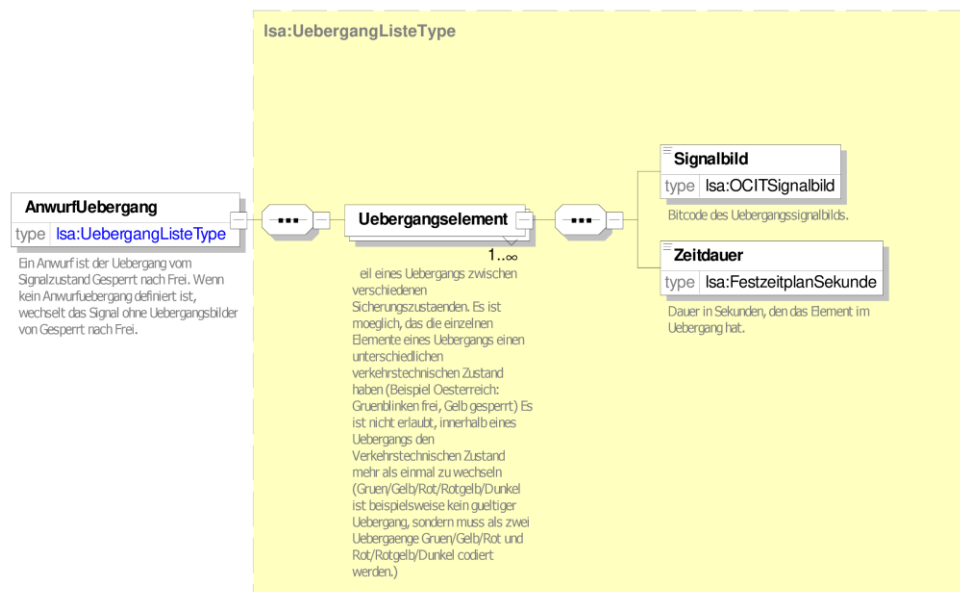 lsa:UebergangListeType
AnwurfUebergang
type lsa:UebergangListeType
Ein Anwurf ist der Uebergang vom
Signalzustand Gesperrt nach Frei. Wenn
kein Anwurfuebergang definiert ist,
wechselt das Signal ohne Uebergangsbilder
von Gesperrt nach Frei.
Uebergangselement
1..∞
eil eines Uebergangs zwischen
verschiedenen
Sicherungszustaenden. Es ist
moeglich, das die einzelnen
Elemente eines Uebergangs einen
unterschiedlichen
verkehrstechnischen Zustand
haben (Beispiel Oesterreich:
Gruenblinken frei, Gelb gesperrt) Es
ist nicht erlaubt, innerhalb eines
Uebergangs den
Verkehrstechnischen Zustand
mehr als einmal zu wechseln
(Gruen/Gelb/Rot/Rotgelb/Dunkel
ist beispielsweise kein gueltiger
Uebergang, sondern muss als zwei
Uebergaenge Gruen/Gelb/Rot und
Rot/Rotgelb/Dunkel codiert
werden.)
Signalbild
type lsa:OCITSignalbild
Bitcode des Uebergangssignalbilds.
Zeitdauer
type lsa:FestzeitplanSekunde
Dauer in Sekunden, den das Element im
Uebergang hat.